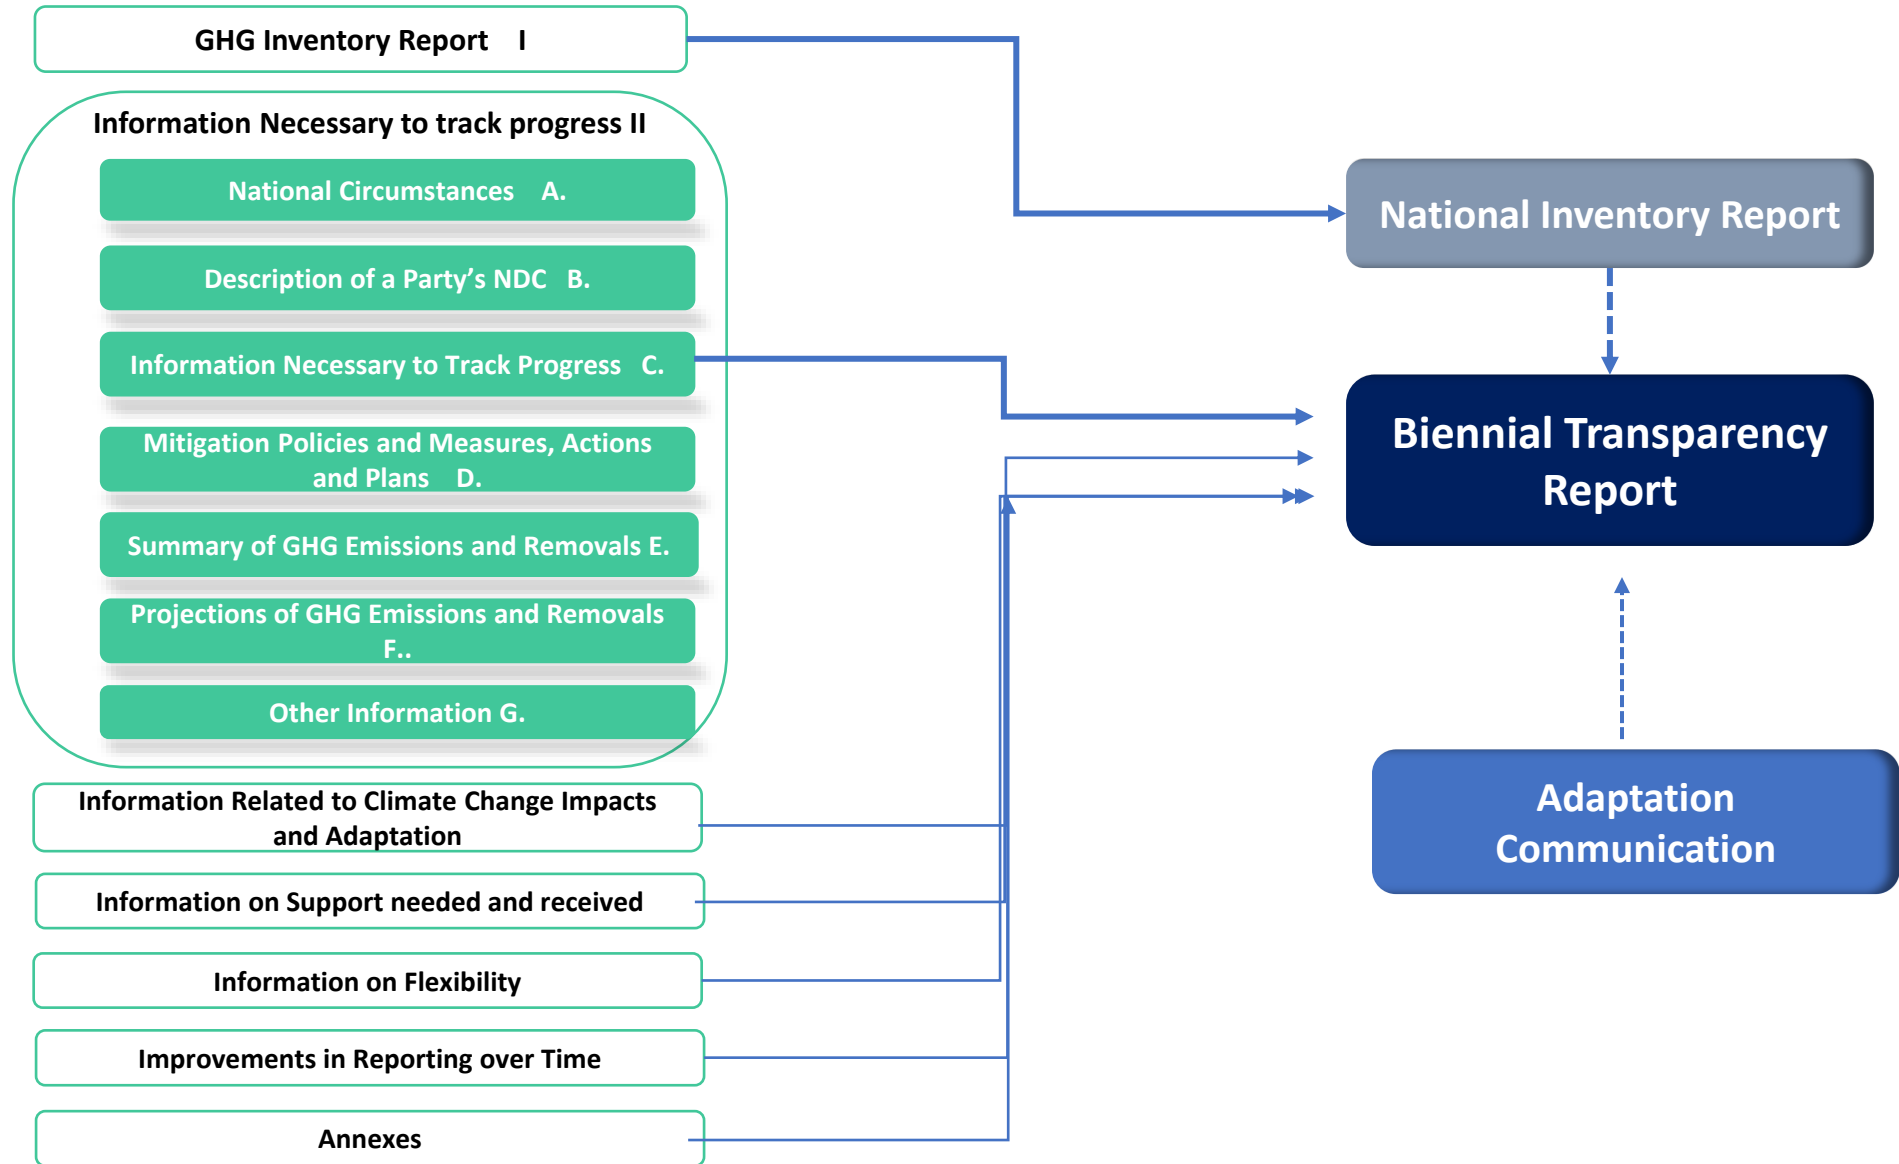 GHG Inventory Report I
Information Necessary to track progress II
National Circumstances A.
Description of a Party’s NDC B.
Information Necessary to Track Progress C.
Mitigation Policies and Measures, Actions
and Plans D.
Summary of GHG Emissions and Removals E.
Projections of GHG Emissions and Removals
F..
Other Information G.
Information Related to Climate Change Impacts
and Adaptation
Information on Support needed and received
Information on Flexibility
Improvements in Reporting over Time
Annexes
National Inventory Report
Biennial Transparency
Report
Adaptation
Communication